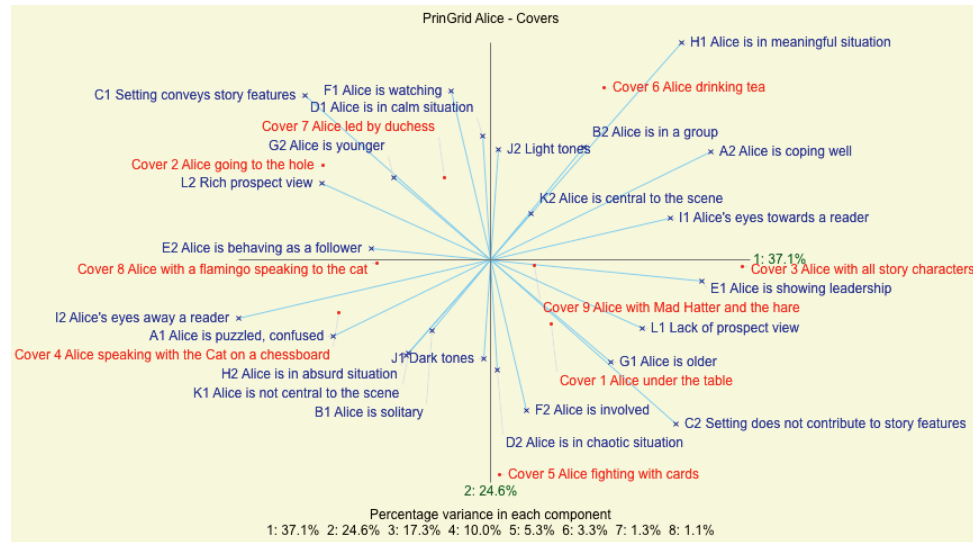 PrinGrid Alice - Covers
H1 Alice is in meaningful situation
Cover 6 Alice drinking tea
F1 Alice is watching
C1 Setting conveys story features
D1 Alice is in calm situation
Cover 7 Alice led by duchess
B2 Alice is in a group
G2 Alice is younger
J2 Light tones
A2 Alice is coping well
Cover 2 Alice going to the hole
L2 Rich prospect view
K2 Alice is central to the scene
I1 Alice's eyes towards a reader
E2 Alice is behaving as a follower
1: 37.1%
Cover 8 Alice with a flamingo speaking to the cat
Cover 3 Alice with all story characters
E1 Alice is showing leadership
Cover 9 Alice with Mad Hatter and the hare
I2 Alice's eyes away a reader
L1 Lack of prospect view
A1 Alice is puzzled, confused
Cover 4 Alice speaking with the Cat on a chessboard
J1 Dark tones
G1 Alice is older
H2 Alice is in absurd situation
Cover 1 Alice under the table
K1 Alice is not central to the scene
B1 Alice is solitary
F2 Alice is involved
C2 Setting does not contribute to story features
D2 Alice is in chaotic situation
Cover 5 Alice fighting with cards
2: 24.6%
Percentage variance in each component
1: 37.1% 2: 24.6% 3: 17.3% 4: 10.0% 5: 5.3% 6: 3.3% 7: 1.3% 8: 1.1%